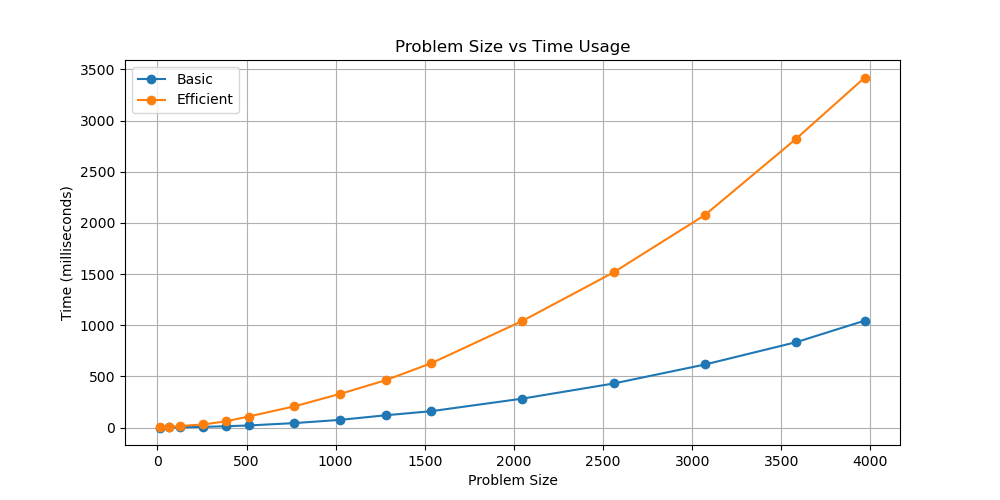 Problem Size vs Time Usage
Basic
Efficient
Time (milliseconds)
3500
3000
2500
2000
1500
1000
500
0
0 500 1000 1500 2000 2500 3000 3500 4000
Problem Size